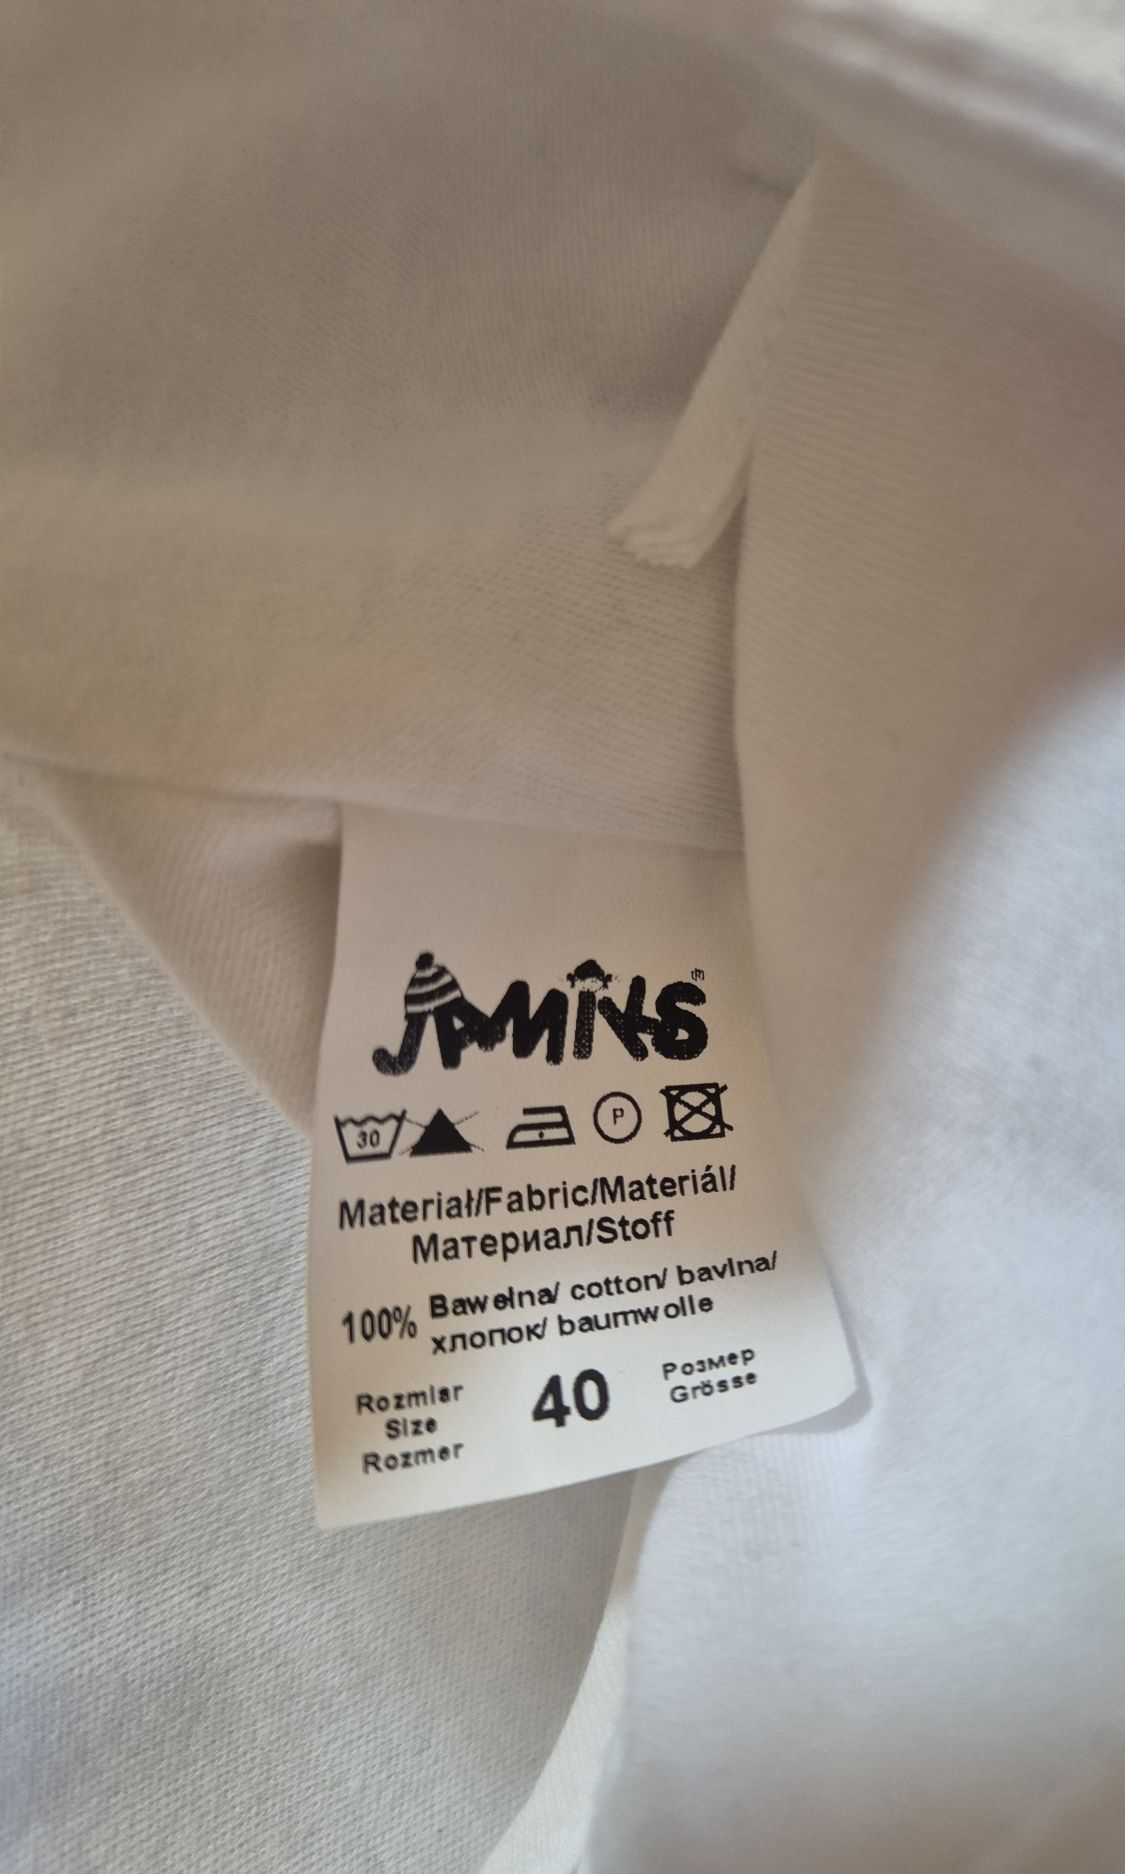 JAMIKS
(R)
30 P
Materiał/Fabric/Materiál/
Материал/Stoff
100% Bawełna/ cotton/ bavlna/
хлопок/ baumwolle
Rozmiar
Size
Rozmer
40
Розмер
Grösse